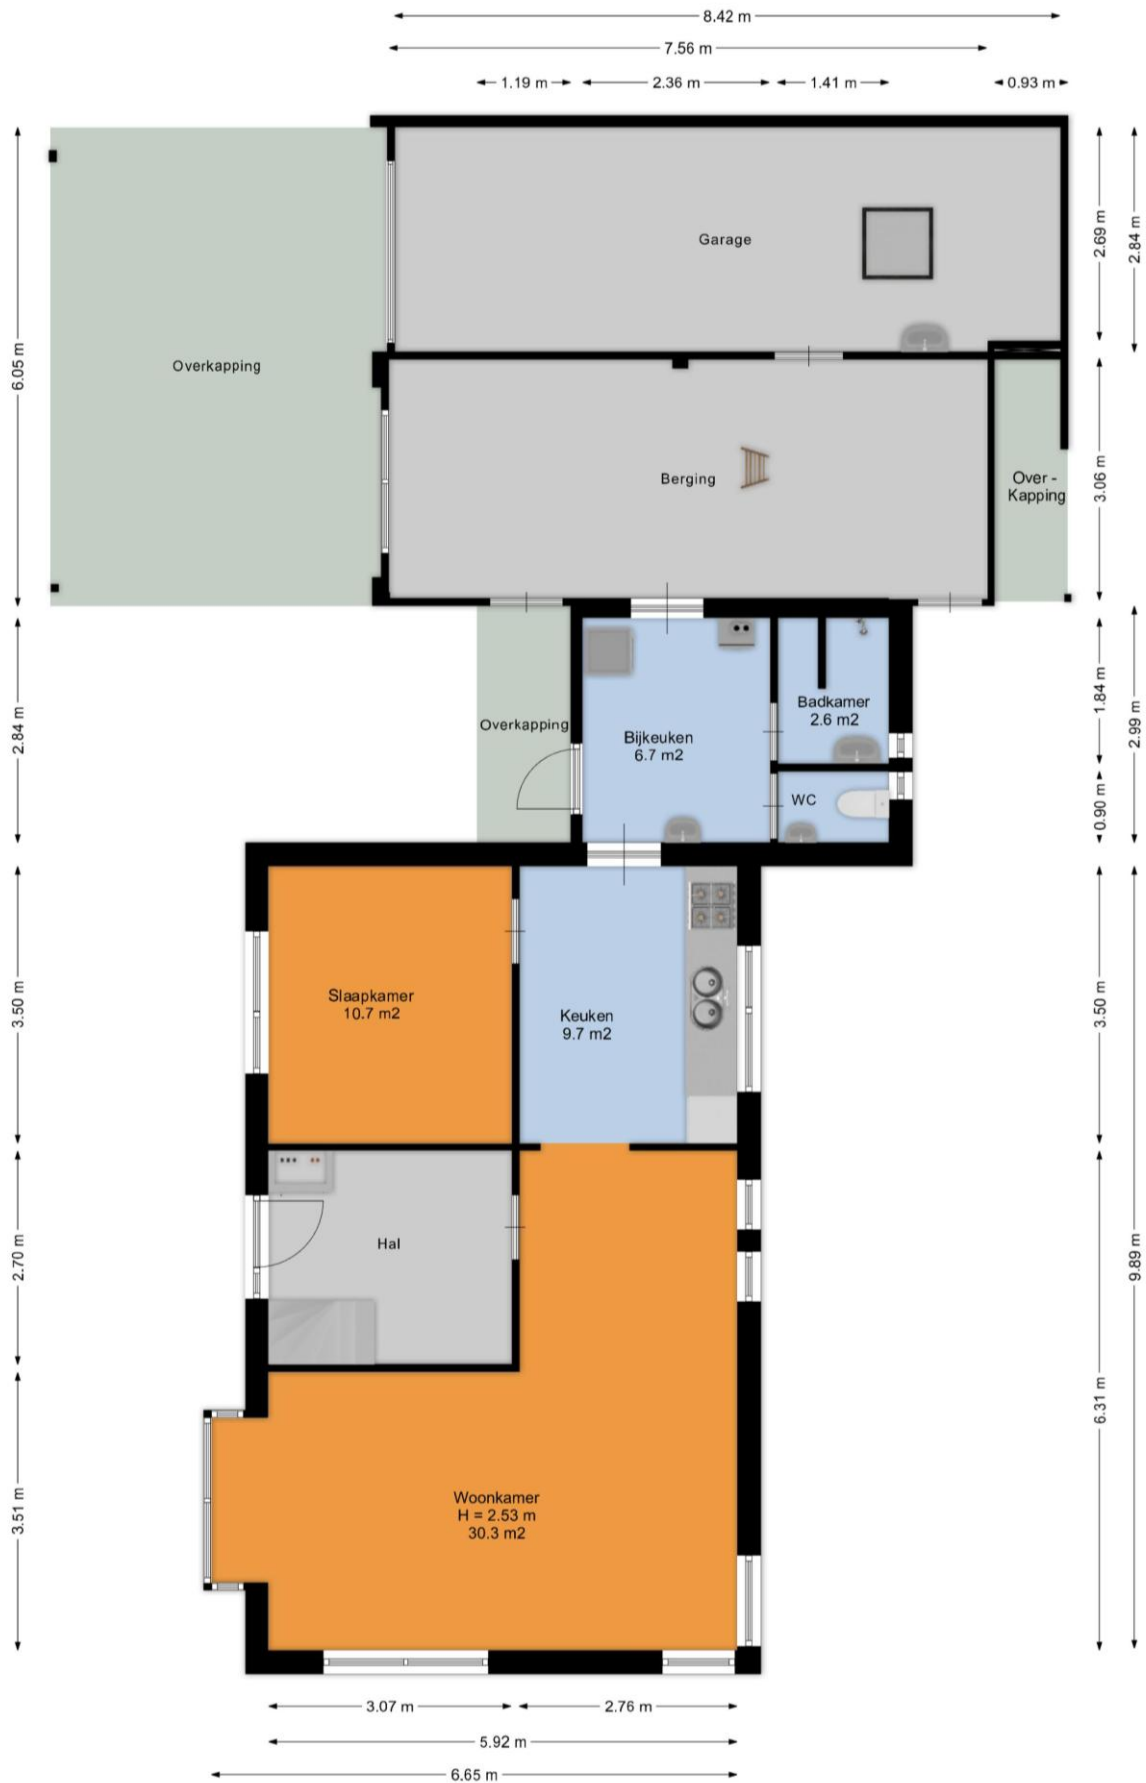 8.42 m
7.56 m
1.19 m
2.36 m
1.41 m
0.93 m
6.05 m
2.69 m
2.84 m
Garage
Overkapping
Berging
Over -
Kapping
3.06 m
2.84 m
Overkapping
Bijkeuken
6.7 m2
Badkamer
2.6 m2
WC
1.84 m
0.90 m
2.99 m
3.50 m
Slaapkamer
10.7 m2
Keuken
9.7 m2
3.50 m
2.70 m
Hal
9.89 m
6.31 m
3.51 m
Woonkamer
H = 2.53 m
30.3 m2
3.07 m
2.76 m
5.92 m
6.65 m